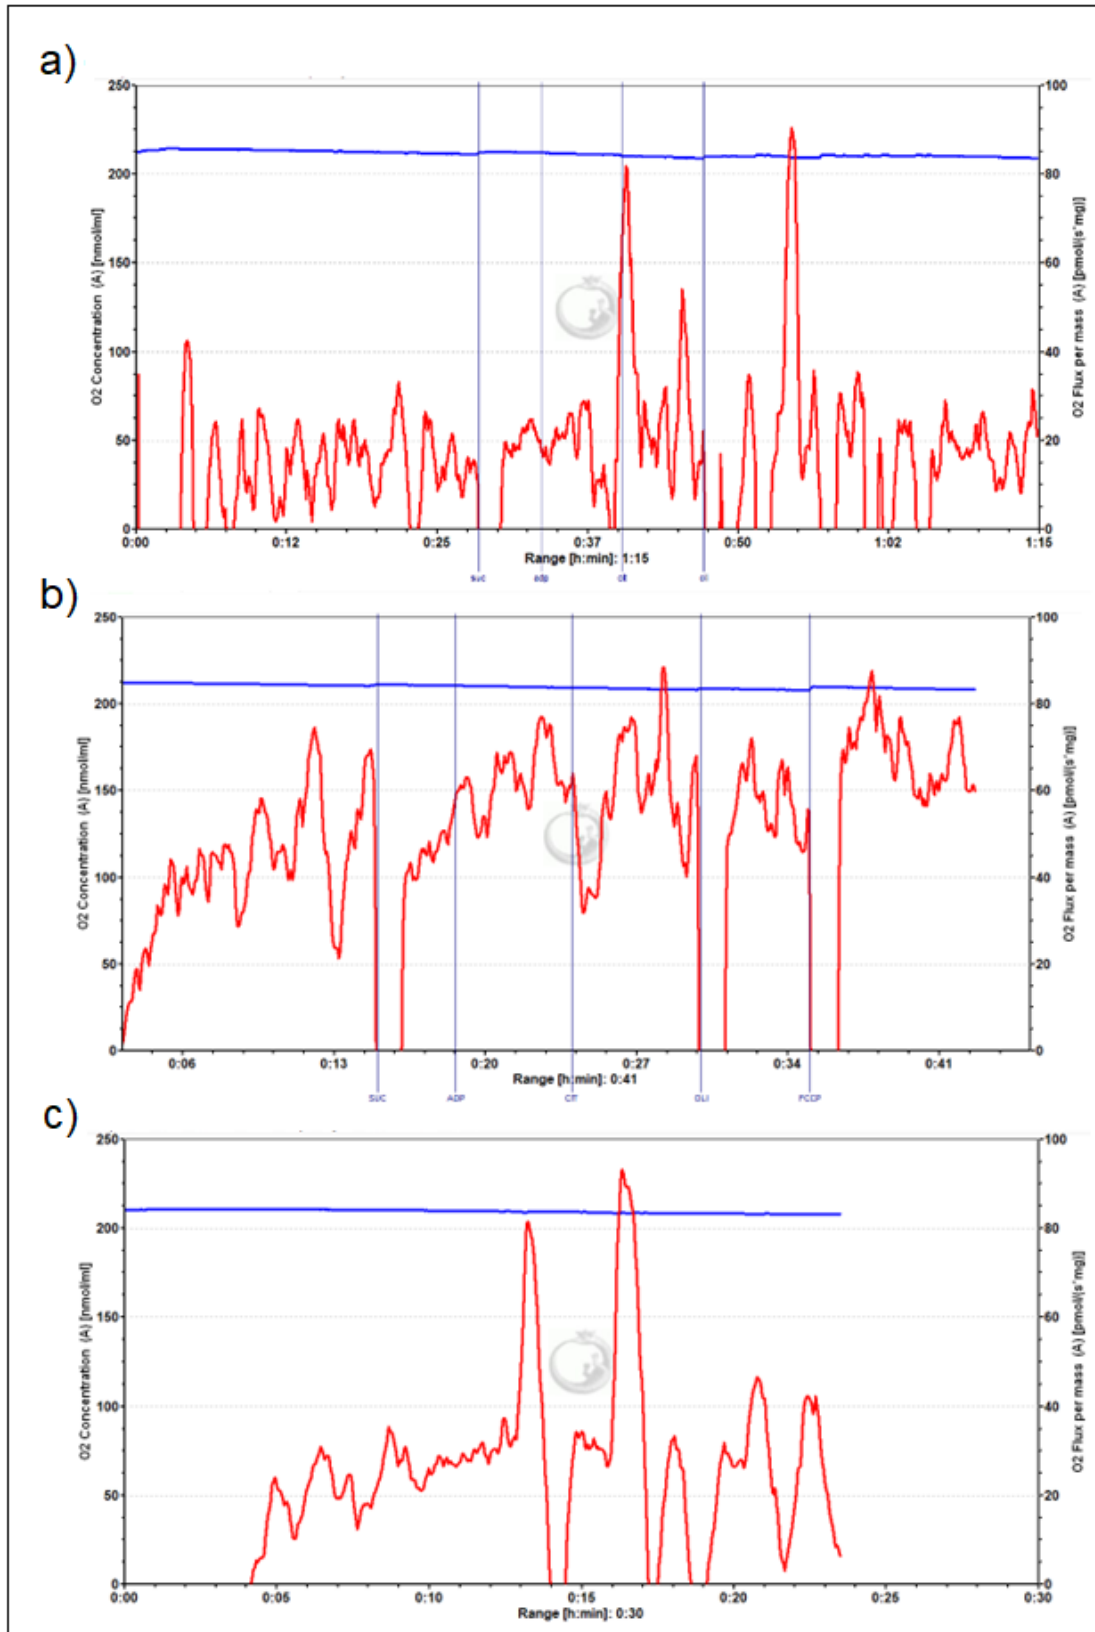 a)
250
200
150
100
50
0
O2 Concentration (A) [nmol/ml]
100
80
60
40
20
0
O2 Flux per mass (A) [pmol/(s*mg)]
0:00 0:12 0:25 0:37 0:50 1:02 1:15
Range [h:min]: 1:15
suc adp cit oli
b)
250
200
150
100
50
0
O2 Concentration (A) [nmol/ml]
100
80
60
40
20
0
O2 Flux per mass (A) [pmol/(s*mg)]
0:06 0:13 0:20 0:27 0:34 0:41
Range [h:min]: 0:41
SUC ADP CIT OLI FCCP
c)
250
200
150
100
50
0
O2 Concentration (A) [nmol/ml]
100
80
60
40
20
0
O2 Flux per mass (A) [pmol/(s*mg)]
0:00 0:05 0:10 0:15 0:20 0:25 0:30
Range [h:min]: 0:30